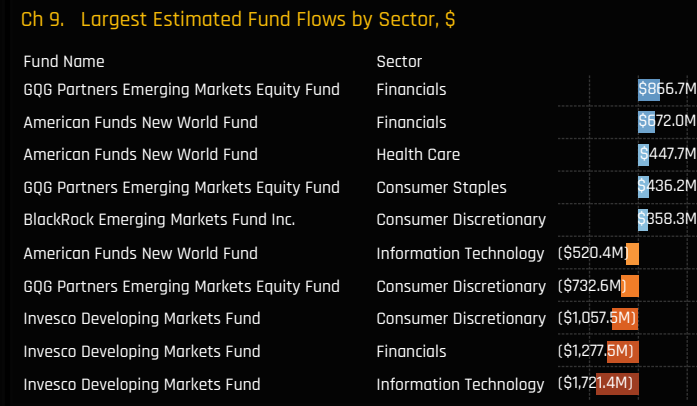 Ch 9. Largest Estimated Fund Flows by Sector, $
Fund Name Sector
GQG Partners Emerging Markets Equity Fund Financials $866.7M
American Funds New World Fund Financials $672.0M
American Funds New World Fund Health Care $447.7M
GQG Partners Emerging Markets Equity Fund Consumer Staples $436.2M
BlackRock Emerging Markets Fund Inc. Consumer Discretionary $358.3M
American Funds New World Fund Information Technology ($520.4M)
GQG Partners Emerging Markets Equity Fund Consumer Discretionary ($732.6M)
Invesco Developing Markets Fund Consumer Discretionary ($1,057.5M)
Invesco Developing Markets Fund Financials ($1,277.5M)
Invesco Developing Markets Fund Information Technology ($1,721.4M)